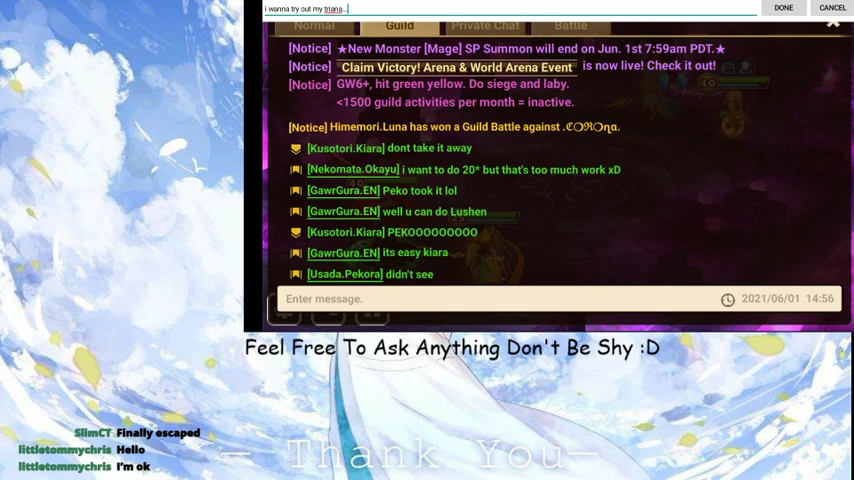 i wanna try out my triana...
DONE
CANCEL
Normal
Guild
Private Chat
Battle
[Notice] ★New Monster [Mage] SP Summon will end on Jun. 1st 7:59am PDT.★
[Notice] Claim Victory! Arena & World Arena Event is now live! Check it out!
[Notice] GW6+, hit green yellow. Do siege and laby.
<1500 guild activities per month = inactive.
[Notice] Himemori.Luna has won a Guild Battle against .ℭ❍ℜ❍ηα.
[Kusotori.Kiara] dont take it away
[Nekomata.Okayu] i want to do 20* but that's too much work xD
[GawrGura.EN] Peko took it lol
[GawrGura.EN] well u can do Lushen
[Kusotori.Kiara] PEKOOOOOOOOO
[GawrGura.EN] its easy kiara
[Usada.Pekora] didn't see
Enter message.
2021/06/01 14:56
Feel Free To Ask Anything Don't Be Shy :D
SlimCT Finally escaped
littletommychris Hello
littletommychris I'm ok
— Thank You—